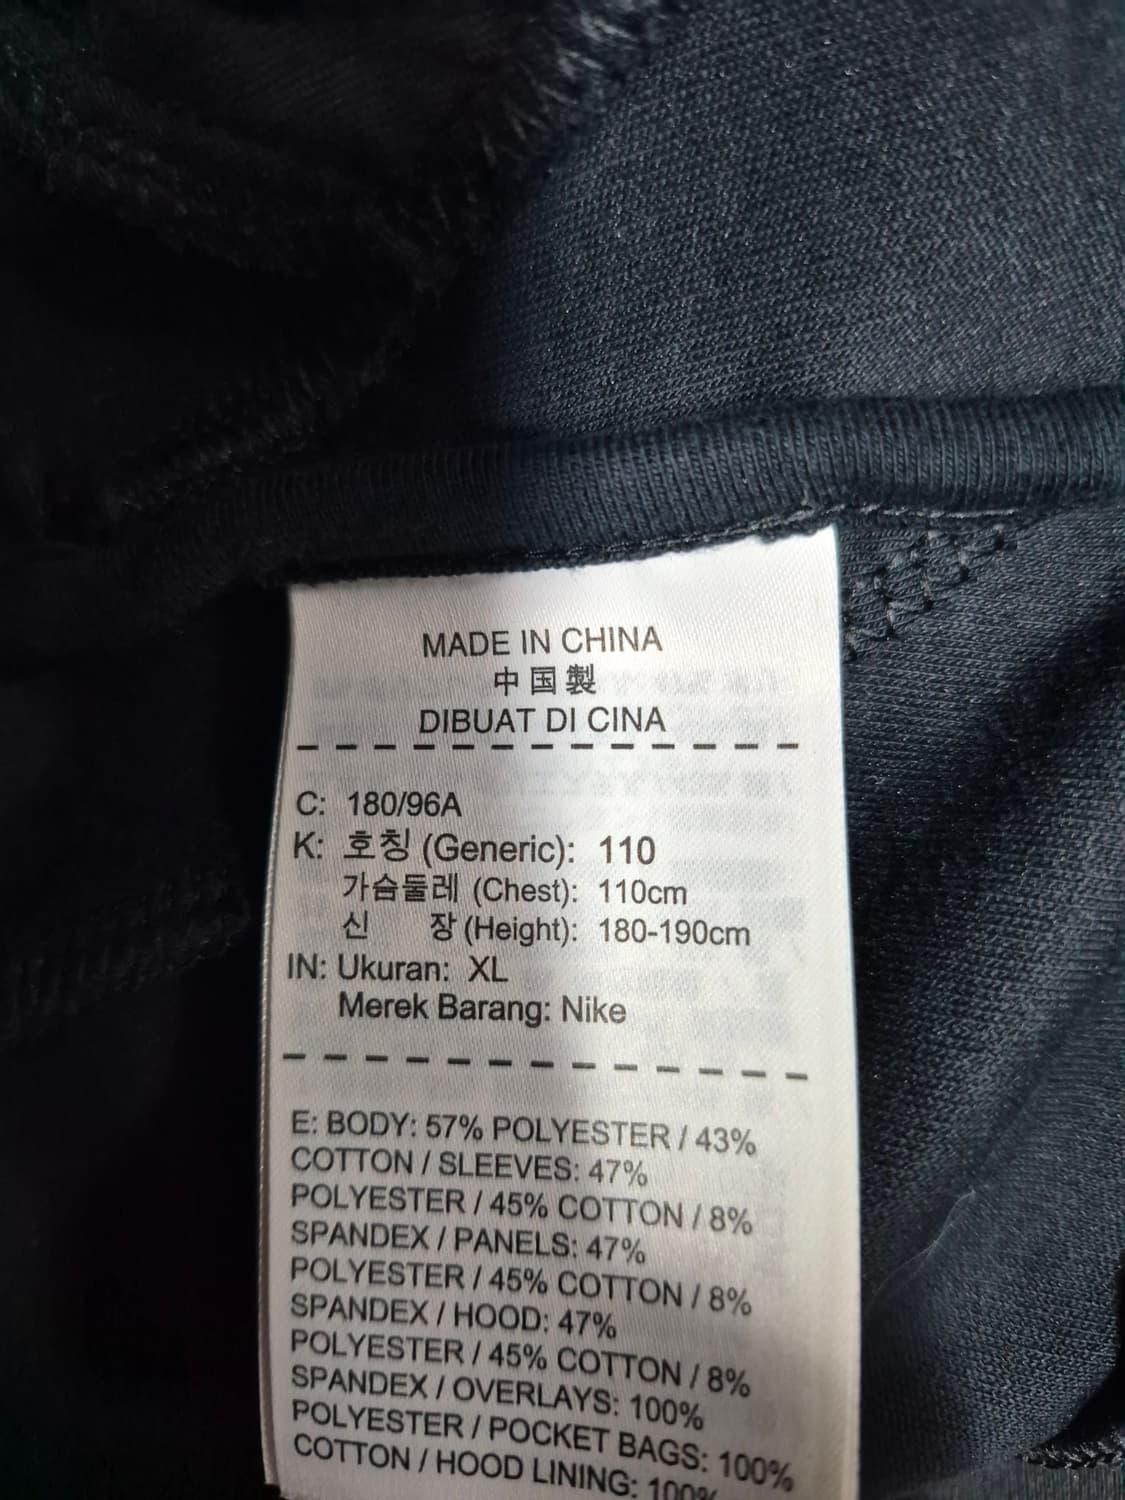 MADE IN CHINA
中国製
DIBUAT DI CINA
C: 180/96A
K: 호칭 (Generic): 110
가슴둘레 (Chest): 110cm
신 장 (Height): 180-190cm
IN: Ukuran: XL
Merek Barang: Nike
E: BODY: 57% POLYESTER / 43%
COTTON / SLEEVES: 47%
POLYESTER / 45% COTTON / 8%
SPANDEX / PANELS: 47%
POLYESTER / 45% COTTON / 8%
SPANDEX / HOOD: 47%
POLYESTER / 45% COTTON / 8%
SPANDEX / OVERLAYS: 100%
POLYESTER / POCKET BAGS: 100%
COTTON / HOOD LINING: 100%